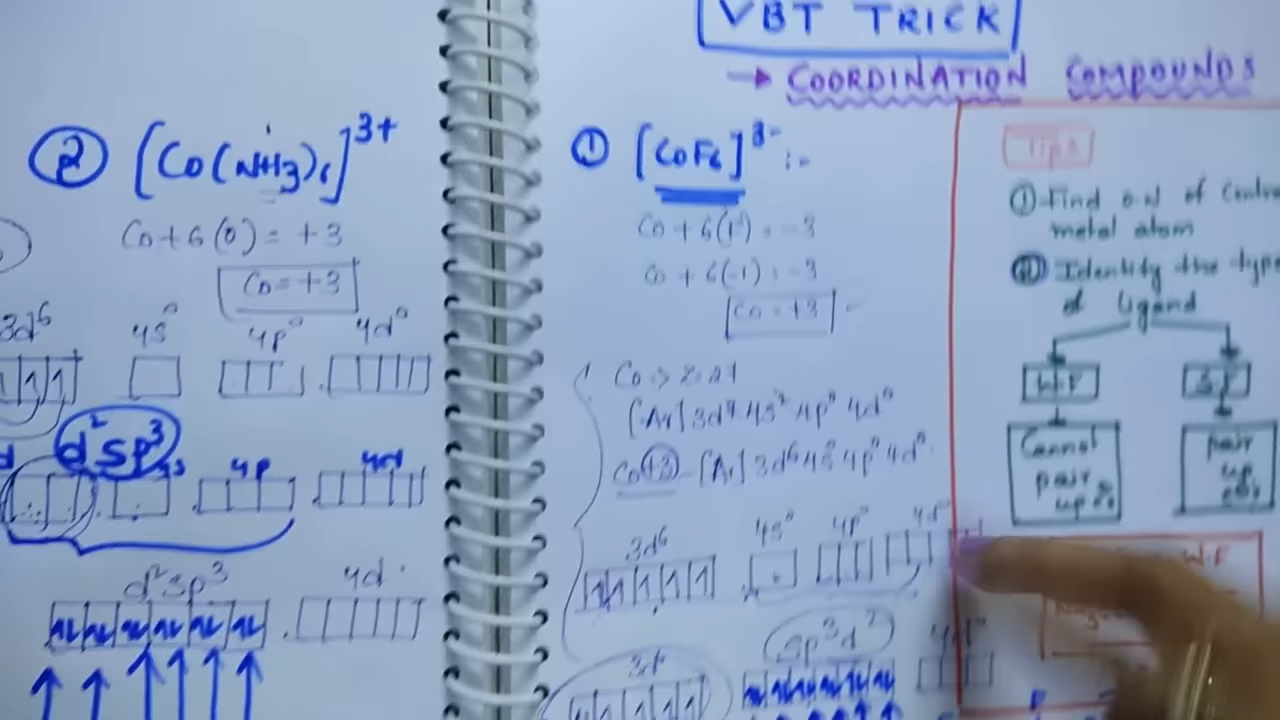 ② [Co(NH3)6]3+
Co+6(0) = +3
Co = +3
3d6 4s0 4p0 4d0
d2sp3
d 4s 4p 4d
d2sp3 4d
VBT TRICK
→ COORDINATION COMPOUNDS
① [CoF6]3- :-
Co + 6(-1) = -3
Co = +3
Co → Z=27
[Ar] 3d7 4s2 4p0 4d0
Co+3 - [Ar] 3d6 4s0 4p0 4d0
3d6 4s0 4p0 4d0
sp3d2 4d0
Tips
① Find o.N of
metal atom
② Identify the type
of ligand
W.F S.F
Cannot pair
pair up
up e's e's
W.F